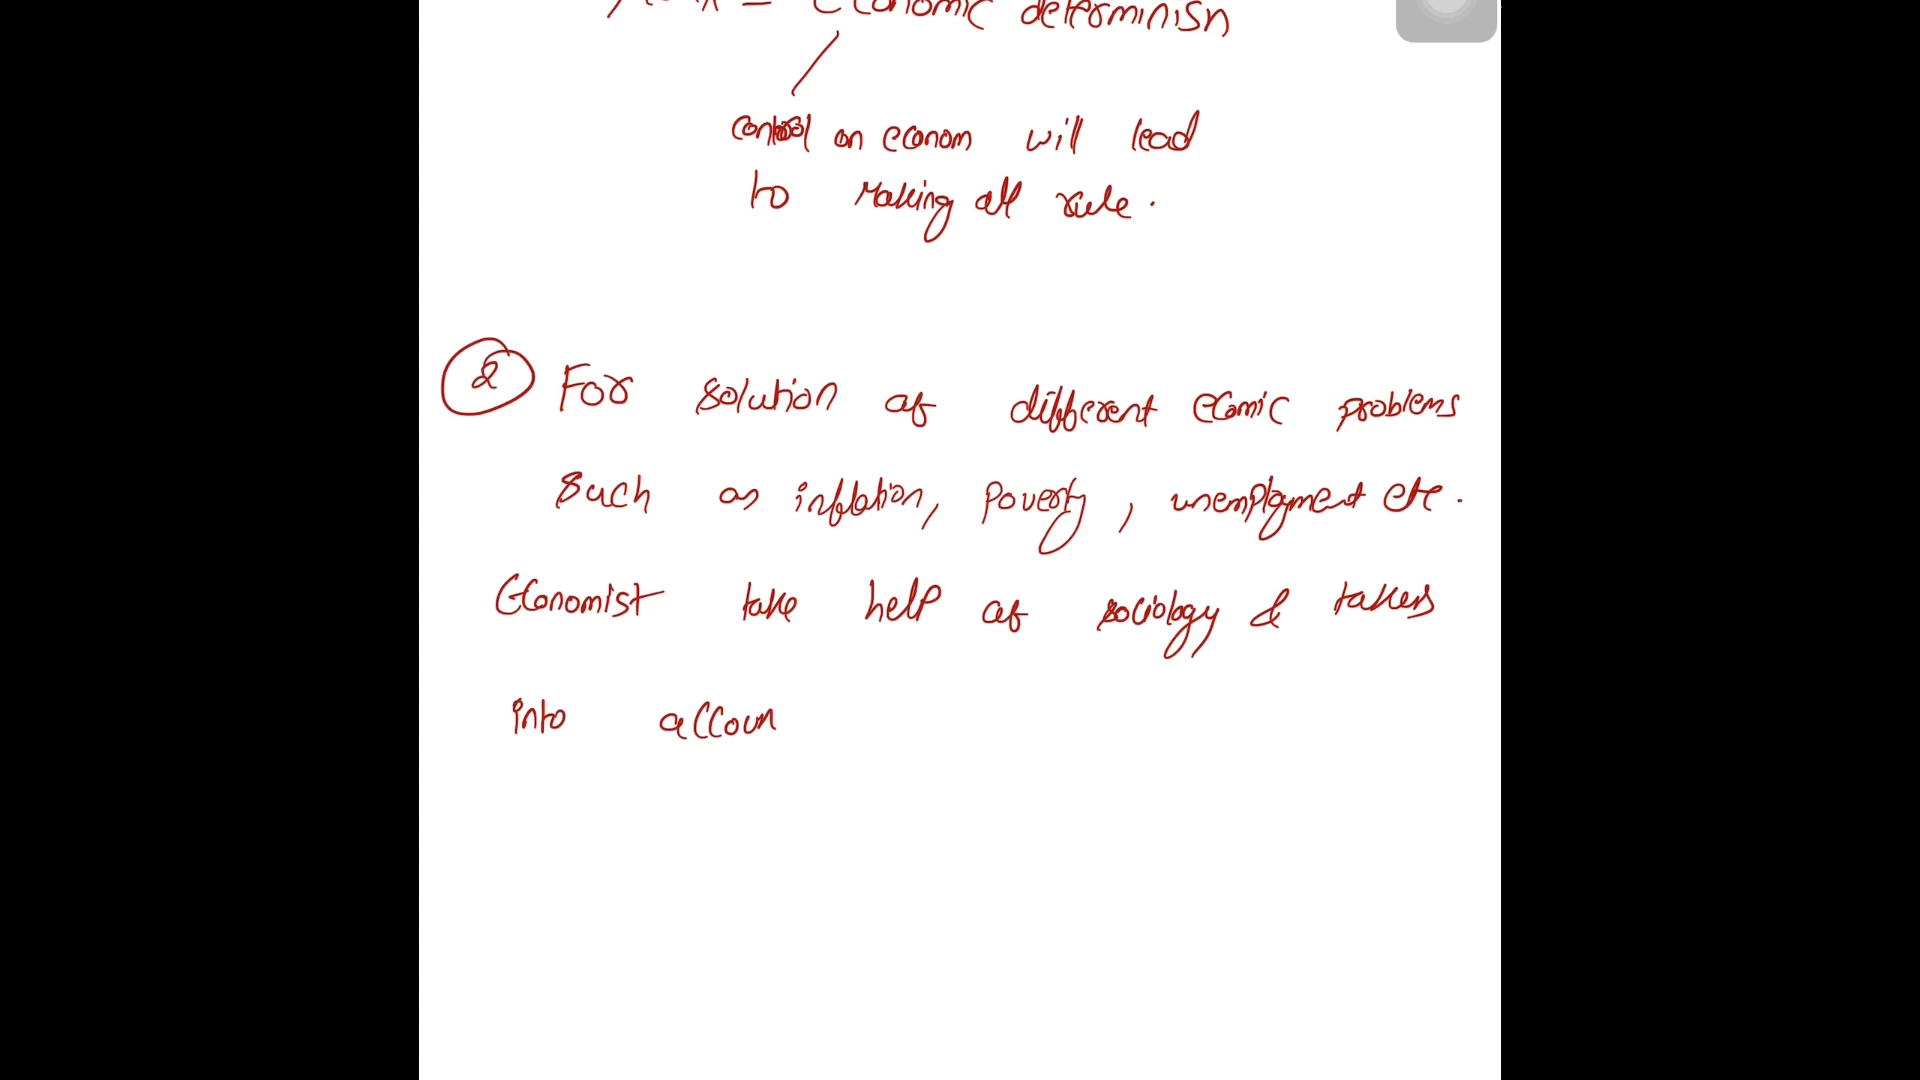 = Economic determinisn
control on econom will lead
to Making all rule.
2 For solution of different ecomic problems
Such as inflation, Poverty, unemployment etc.
Economist take help of sociology & takes
into accoun